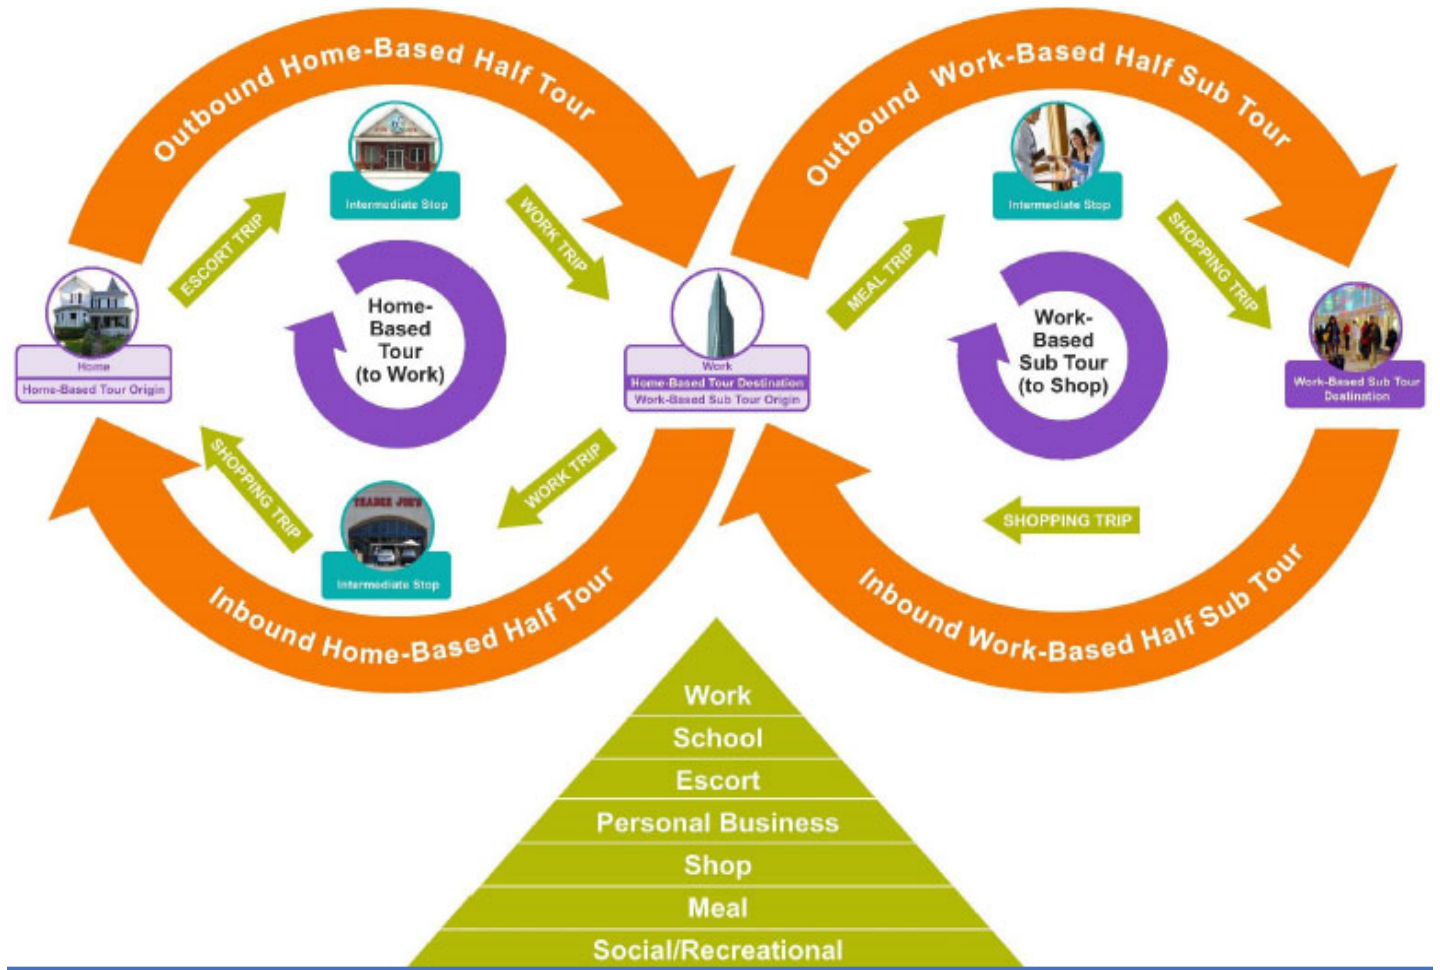 Outbound Home-Based Half Tour
Outbound Work-Based Half Sub Tour
Intermediate Stop
Intermediate Stop
ESCORT TRIP
WORK TRIP
MEAL TRIP
SHOPPING TRIP
Home-
Based
Tour
(to Work)
Work-
Based
Sub Tour
(to Shop)
Home
Home-Based Tour Origin
Work
Home-Based Tour Destination
Work-Based Sub Tour Origin
Work-Based Sub Tour
Destination
SHOPPING TRIP
WORK TRIP
SHOPPING TRIP
TRADER JOE'S
Intermediate Stop
Inbound Home-Based Half Tour
Inbound Work-Based Half Sub Tour
Work
School
Escort
Personal Business
Shop
Meal
Social/Recreational